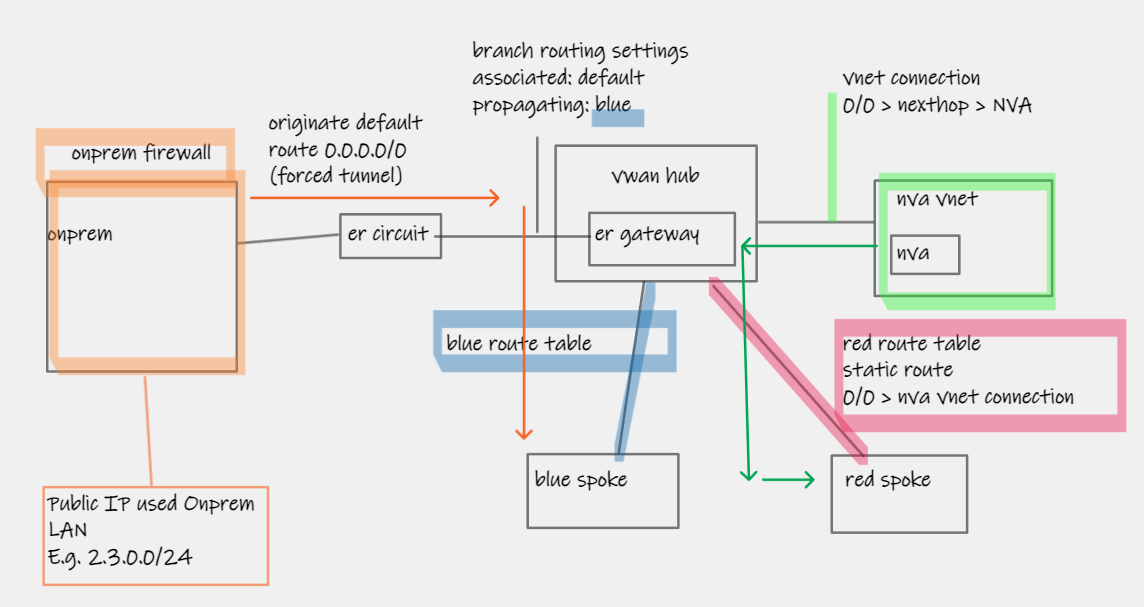 branch routing settings
associated: default
propagating: blue
vnet connection
0/0 > nexthop > NVA
originate default
route 0.0.0.0/0
(forced tunnel)
onprem firewall
vwan hub
nva vnet
onprem
er circuit
er gateway
nva
blue route table
red route table
static route
0/0 > nva vnet connection
blue spoke
red spoke
Public IP used Onprem
LAN
E.g. 2.3.0.0/24